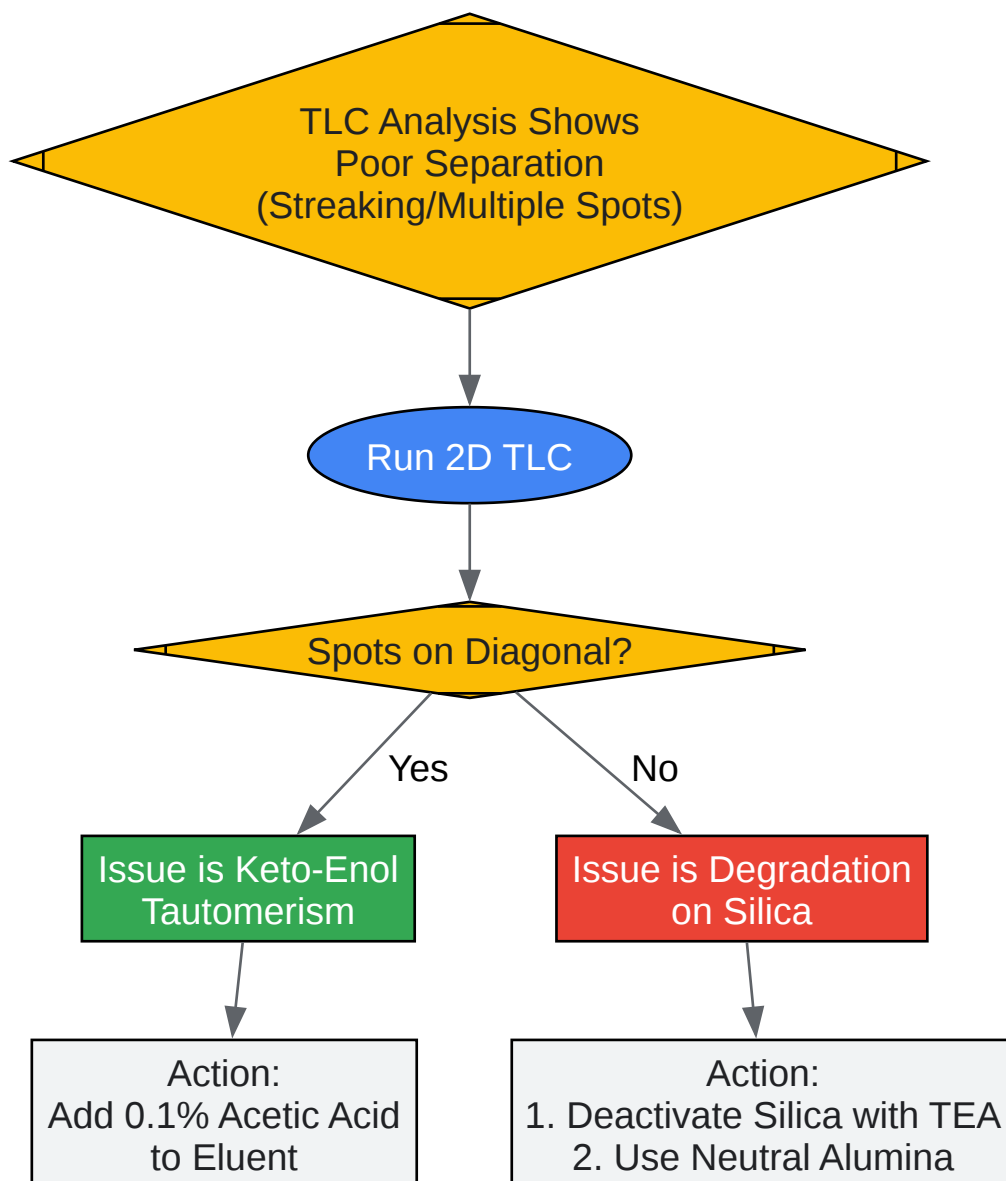 TLC Analysis Shows
Poor Separation
(Streaking/Multiple Spots)
Run 2D TLC
Spots on Diagonal?
Yes
No
Issue is Keto-Enol
Tautomerism
Issue is Degradation
on Silica
Action:
Add 0.1% Acetic Acid
to Eluent
Action:
1. Deactivate Silica with TEA
2. Use Neutral Alumina